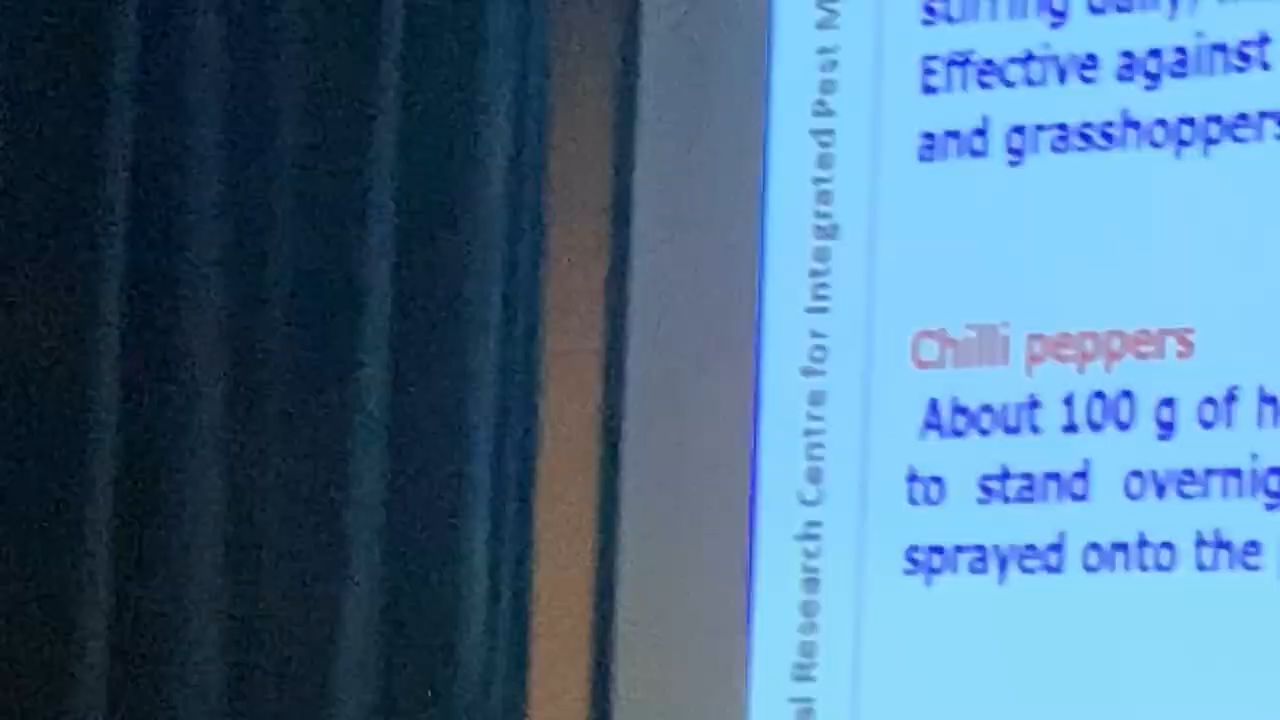 Effective against
and grasshoppers
Chilli peppers
About 100 g of
to stand
sprayed onto the
Research Centre for Integrated Pest